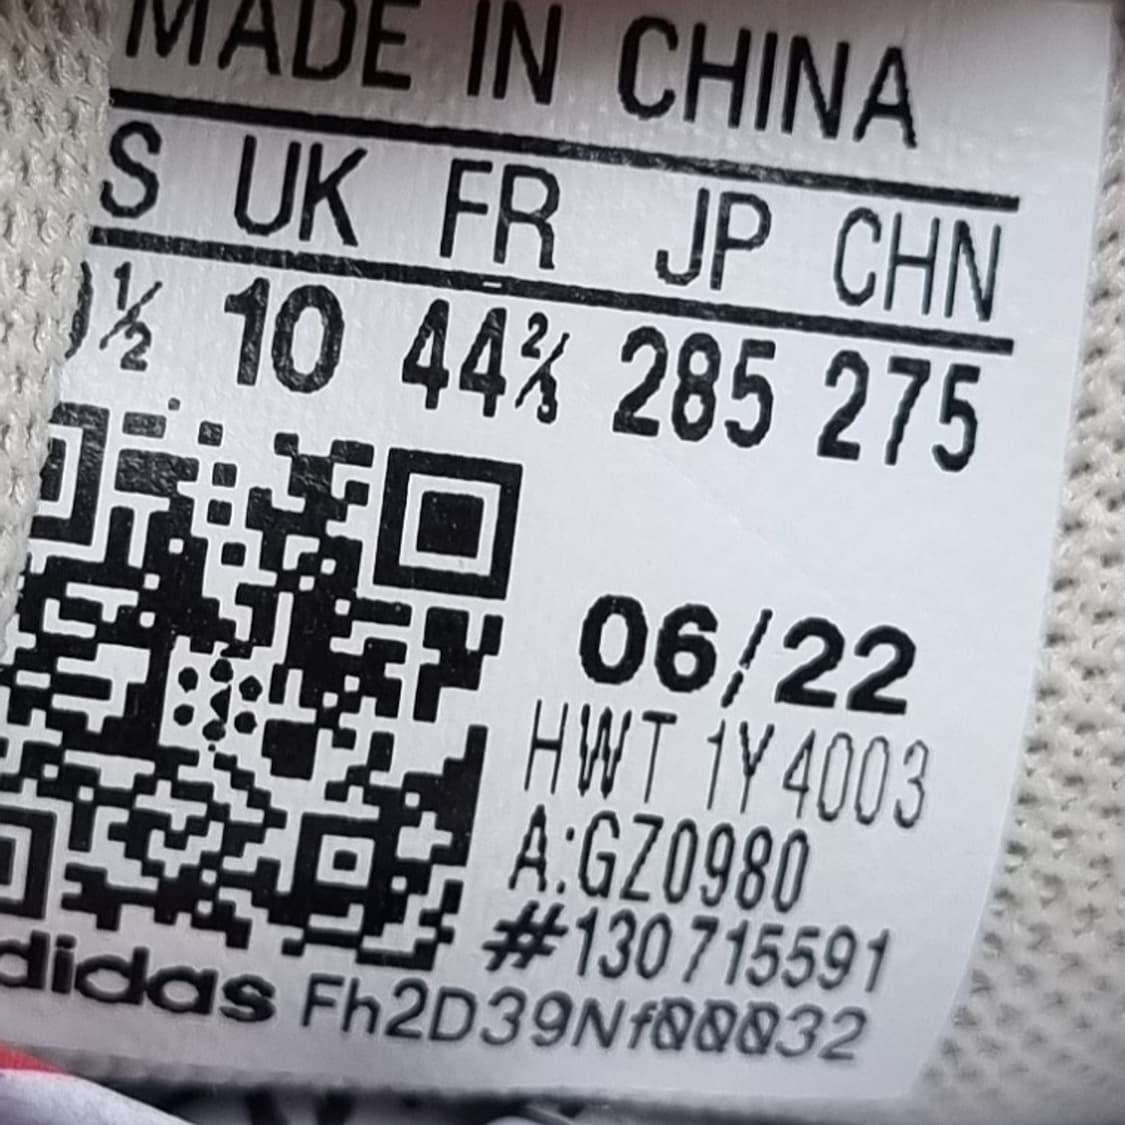 MADE IN CHINA
S UK FR JP CHN
½ 10 44⅔ 285 275
06/22
HWT 1Y4003
A:GZ0980
#130715591
didas Fh2D39Nf00032